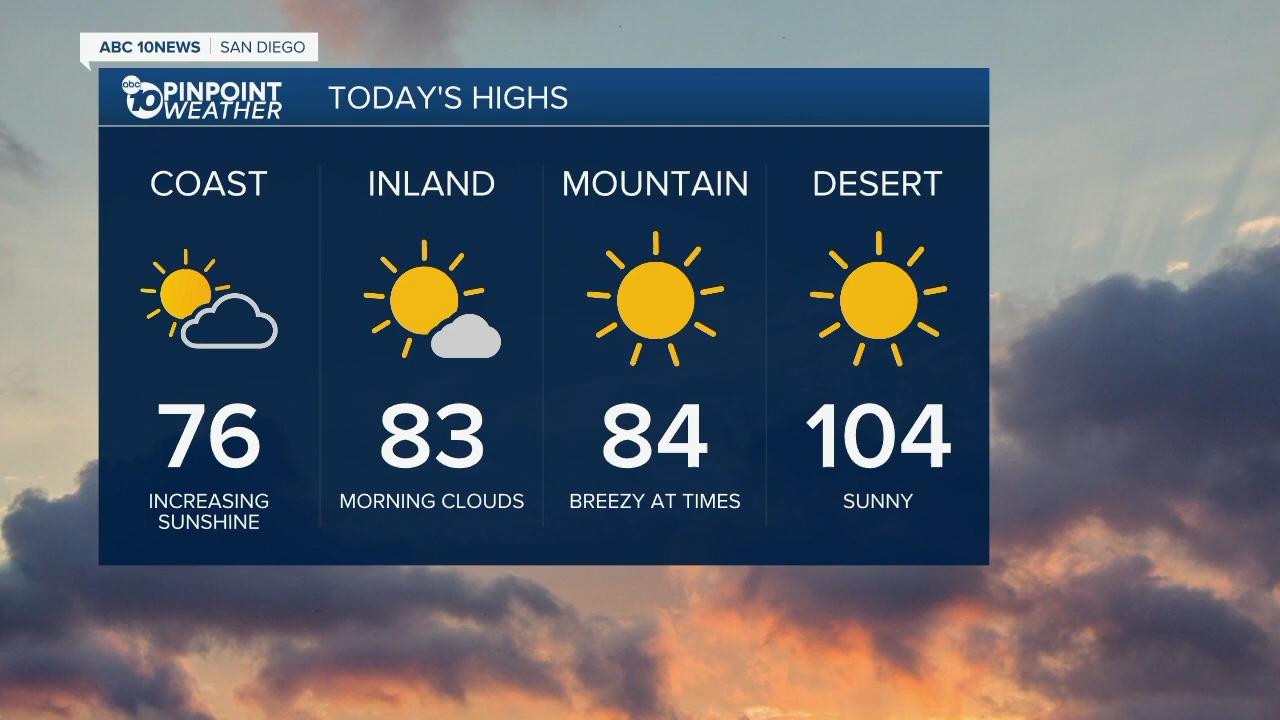 ABC 10NEWS | SAN DIEGO
abc 10 PINPOINT WEATHER
TODAY'S HIGHS
COAST
INLAND
MOUNTAIN
DESERT
76
83
84
104
INCREASING
SUNSHINE
MORNING CLOUDS
BREEZY AT TIMES
SUNNY